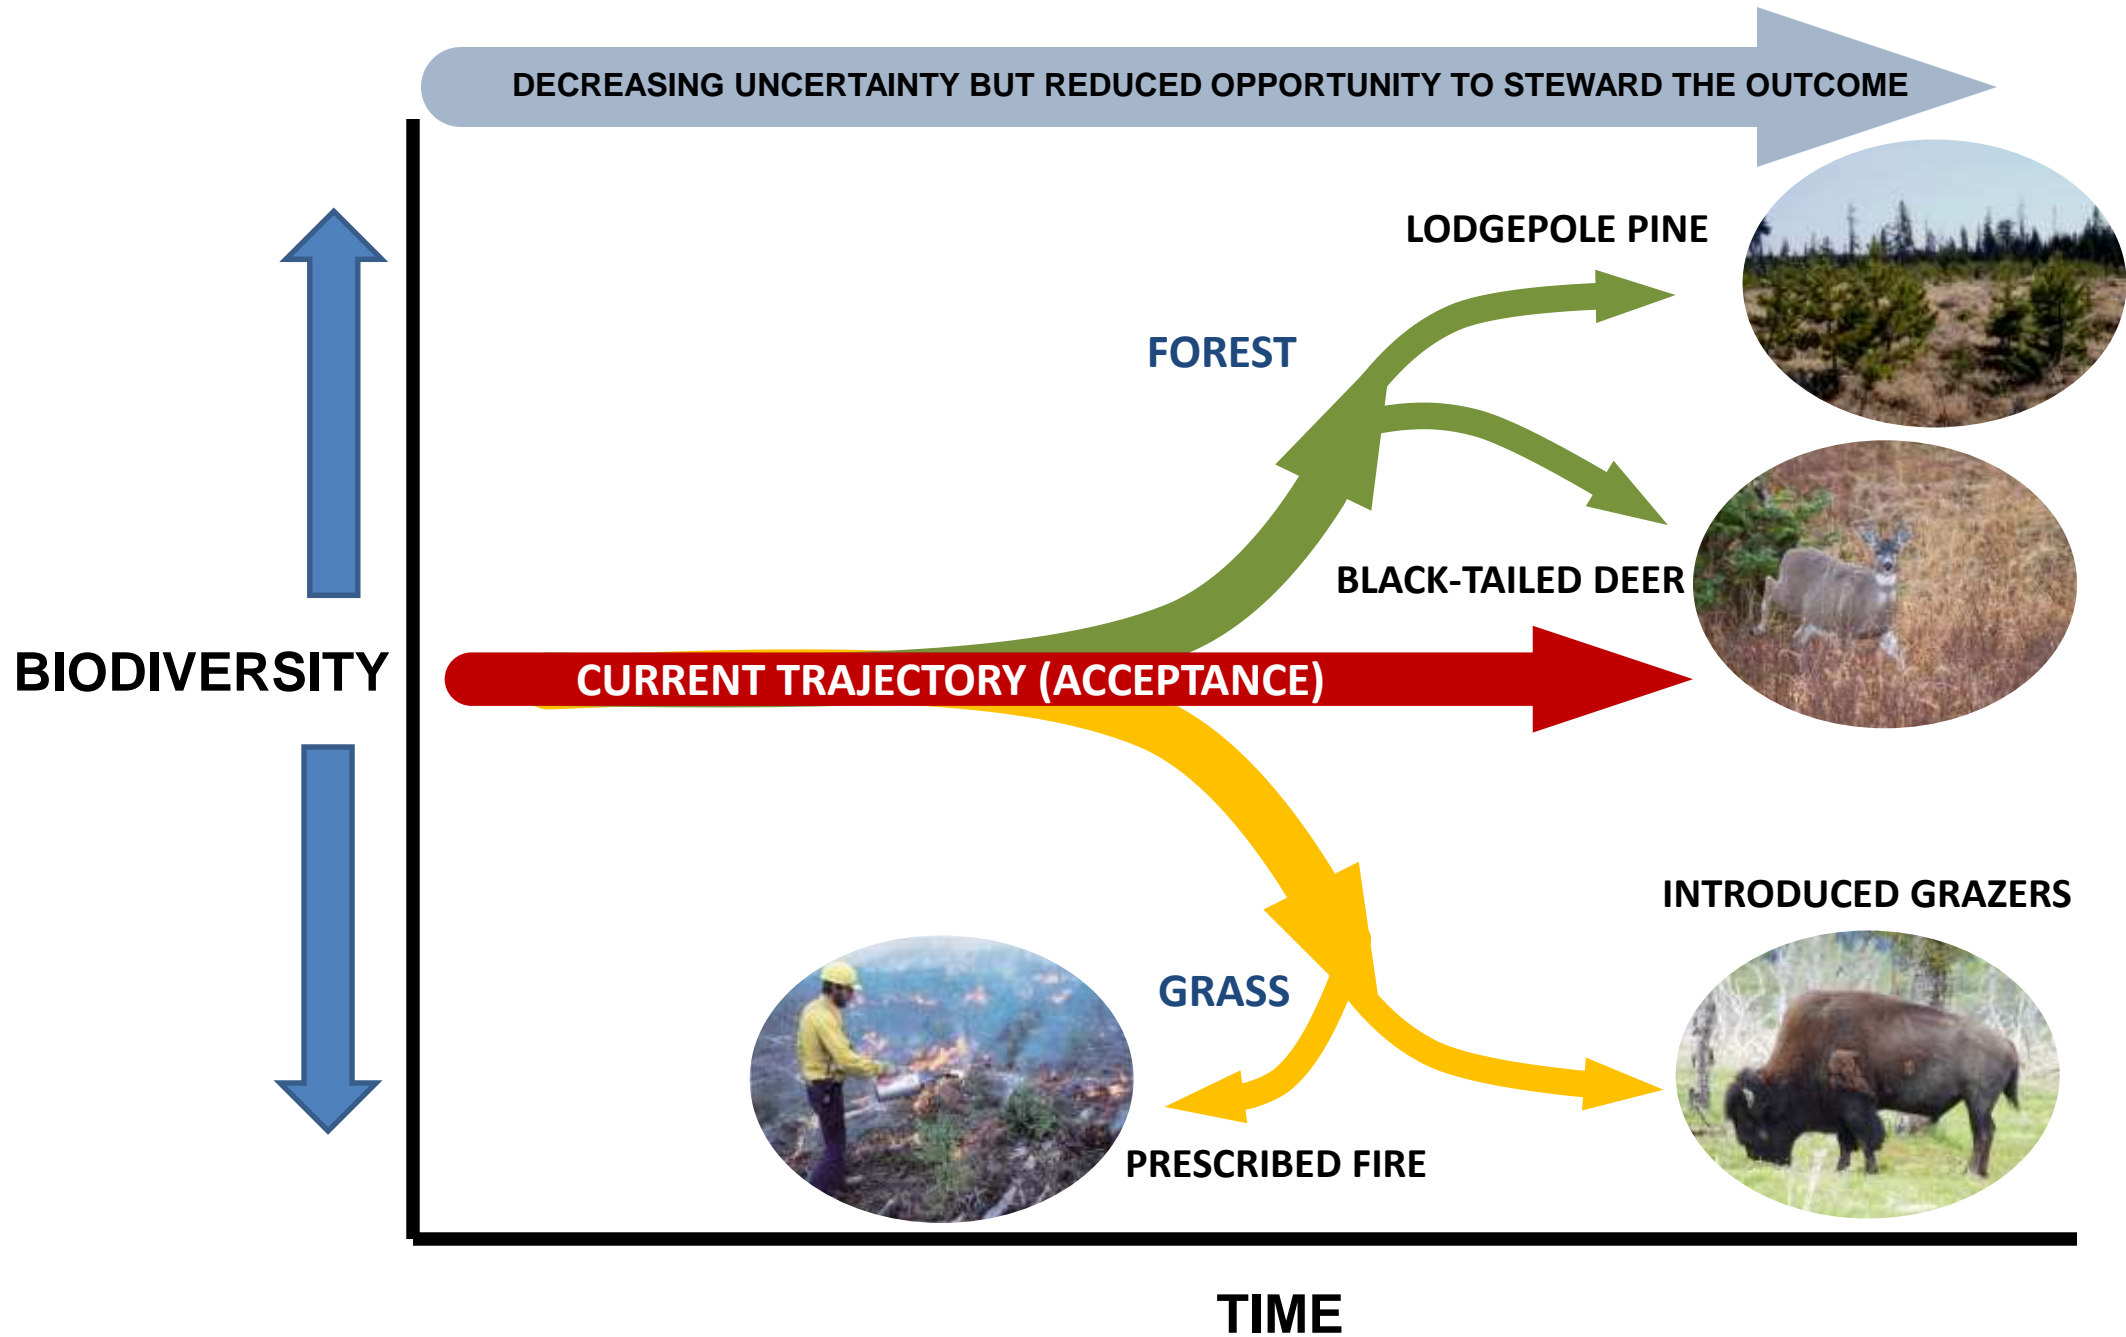 DECREASING UNCERTAINTY BUT REDUCED OPPORTUNITY TO STEWARD THE OUTCOME
LODGEPOLE PINE
FOREST
BLACK-TAILED DEER
BIODIVERSITY
CURRENT TRAJECTORY (ACCEPTANCE)
INTRODUCED GRAZERS
GRASS
PRESCRIBED FIRE
TIME